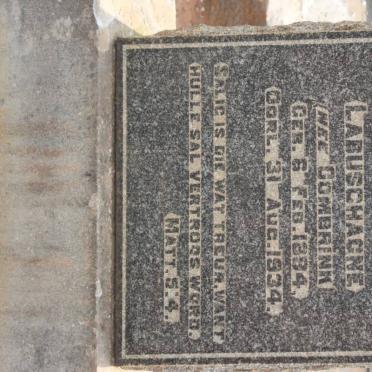 LABUSCHAGNE
(NEE COMBRINK)
GEB. 6 FEB. 1894.
OORL. 31 AUG. 1934.
SALIG IS DIE WAT TREUR, WANT
HULLE SAL VERTROOS WORD.
MATT. 5.4.